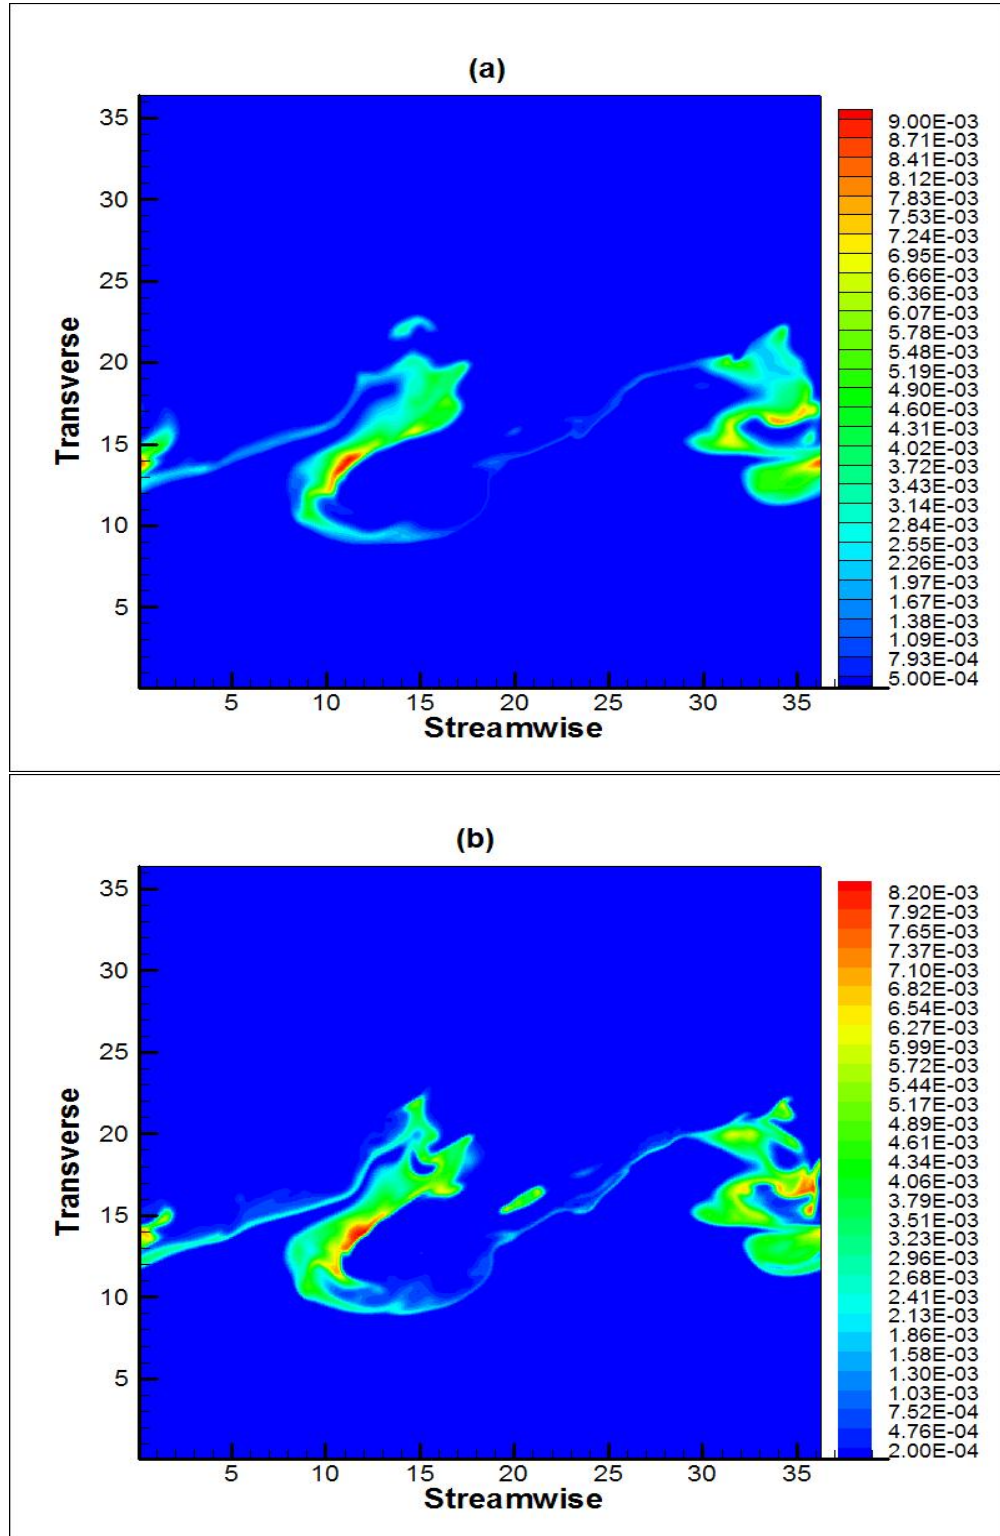 (a)
35
30
25
20
15
10
5
Transverse
5 10 15 20 25 30 35
Streamwise
9.00E-03
8.71E-03
8.41E-03
8.12E-03
7.83E-03
7.53E-03
7.24E-03
6.95E-03
6.66E-03
6.36E-03
6.07E-03
5.78E-03
5.48E-03
5.19E-03
4.90E-03
4.60E-03
4.31E-03
4.02E-03
3.72E-03
3.43E-03
3.14E-03
2.84E-03
2.55E-03
2.26E-03
1.97E-03
1.67E-03
1.38E-03
1.09E-03
7.93E-04
5.00E-04
(b)
35
30
25
20
15
10
5
Transverse
5 10 15 20 25 30 35
Streamwise
8.20E-03
7.92E-03
7.65E-03
7.37E-03
7.10E-03
6.82E-03
6.54E-03
6.27E-03
5.99E-03
5.72E-03
5.44E-03
5.17E-03
4.89E-03
4.61E-03
4.34E-03
4.06E-03
3.79E-03
3.51E-03
3.23E-03
2.96E-03
2.68E-03
2.41E-03
2.13E-03
1.86E-03
1.58E-03
1.30E-03
1.03E-03
7.52E-04
4.76E-04
2.00E-04